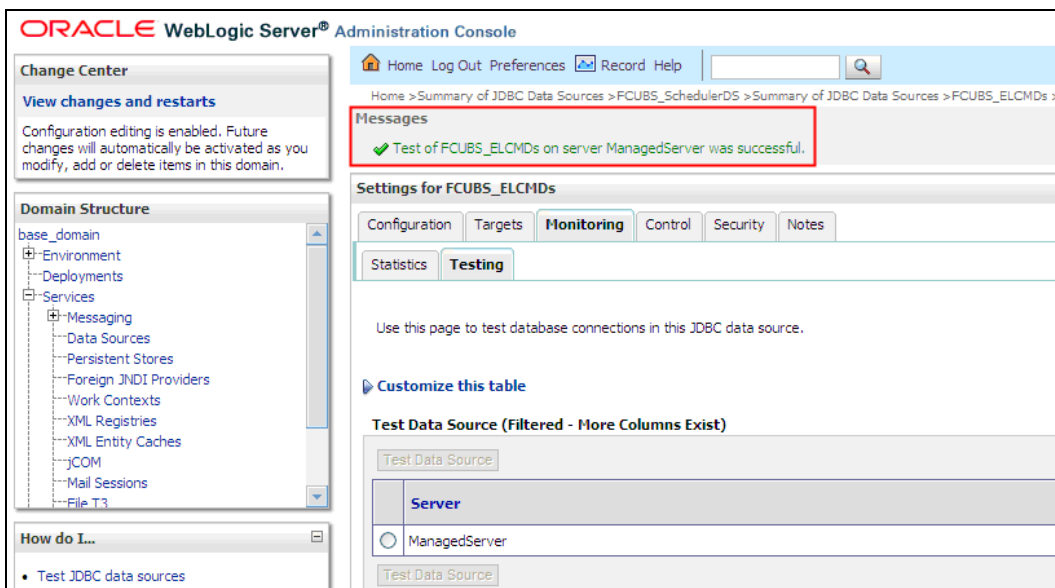 ORACLE WebLogic Server® Administration Console
Change Center
View changes and restarts
Configuration editing is enabled. Future
changes will automatically be activated as you
modify, add or delete items in this domain.
Domain Structure
base_domain
Environment
Deployments
Services
Messaging
Data Sources
Persistent Stores
Foreign JNDI Providers
Work Contexts
XML Registries
XML Entity Caches
jCOM
Mail Sessions
File T3
How do I...
Test JDBC data sources
Home Log Out Preferences Record Help
Home >Summary of JDBC Data Sources >FCUBS_SchedulerDS >Summary of JDBC Data Sources >FCUBS_ELCMDs >
Messages
Test of FCUBS_ELCMDs on server ManagedServer was successful.
Settings for FCUBS_ELCMDs
Configuration Targets Monitoring Control Security Notes
Statistics Testing
Use this page to test database connections in this JDBC data source.
Customize this table
Test Data Source (Filtered - More Columns Exist)
Test Data Source
Server
ManagedServer
Test Data Source